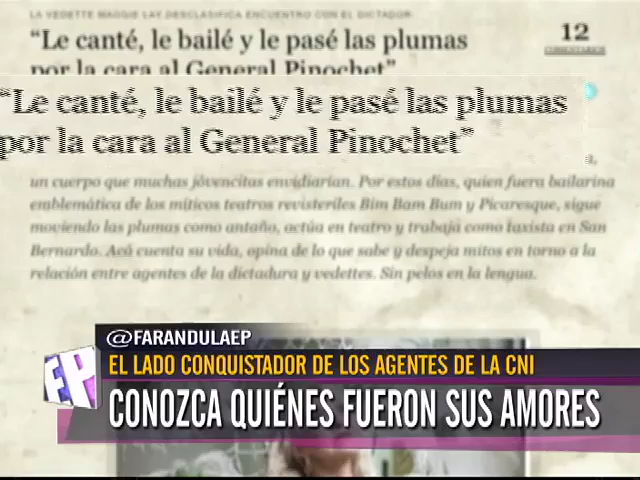 LA VEDETTE MAGGIE LAY DESCLASIFICA ENCUENTRO CON EL DICTADOR
“Le canté, le bailé y le pasé las plumas
por la cara al General Pinochet”
12
COMENTARIOS
“Le canté, le bailé y le pasé las plumas
por la cara al General Pinochet”
un cuerpo que muchas jóvencitas envidiarían. Por estos días, quien fuera bailarina
emblemática de los míticos teatros revisteriles Bim Bam Bum y Picaresque, sigue
moviendo las plumas como antaño, actúa en teatro y trabaja como taxista en San
Bernardo. Acá cuenta su vida, opina de lo que sabe y despeja mitos en torno a la
relación entre agentes de la dictadura y vedettes. Sin pelos en la lengua.
@FARANDULAEP
EP
EL LADO CONQUISTADOR DE LOS AGENTES DE LA CNI
CONOZCA QUIÉNES FUERON SUS AMORES